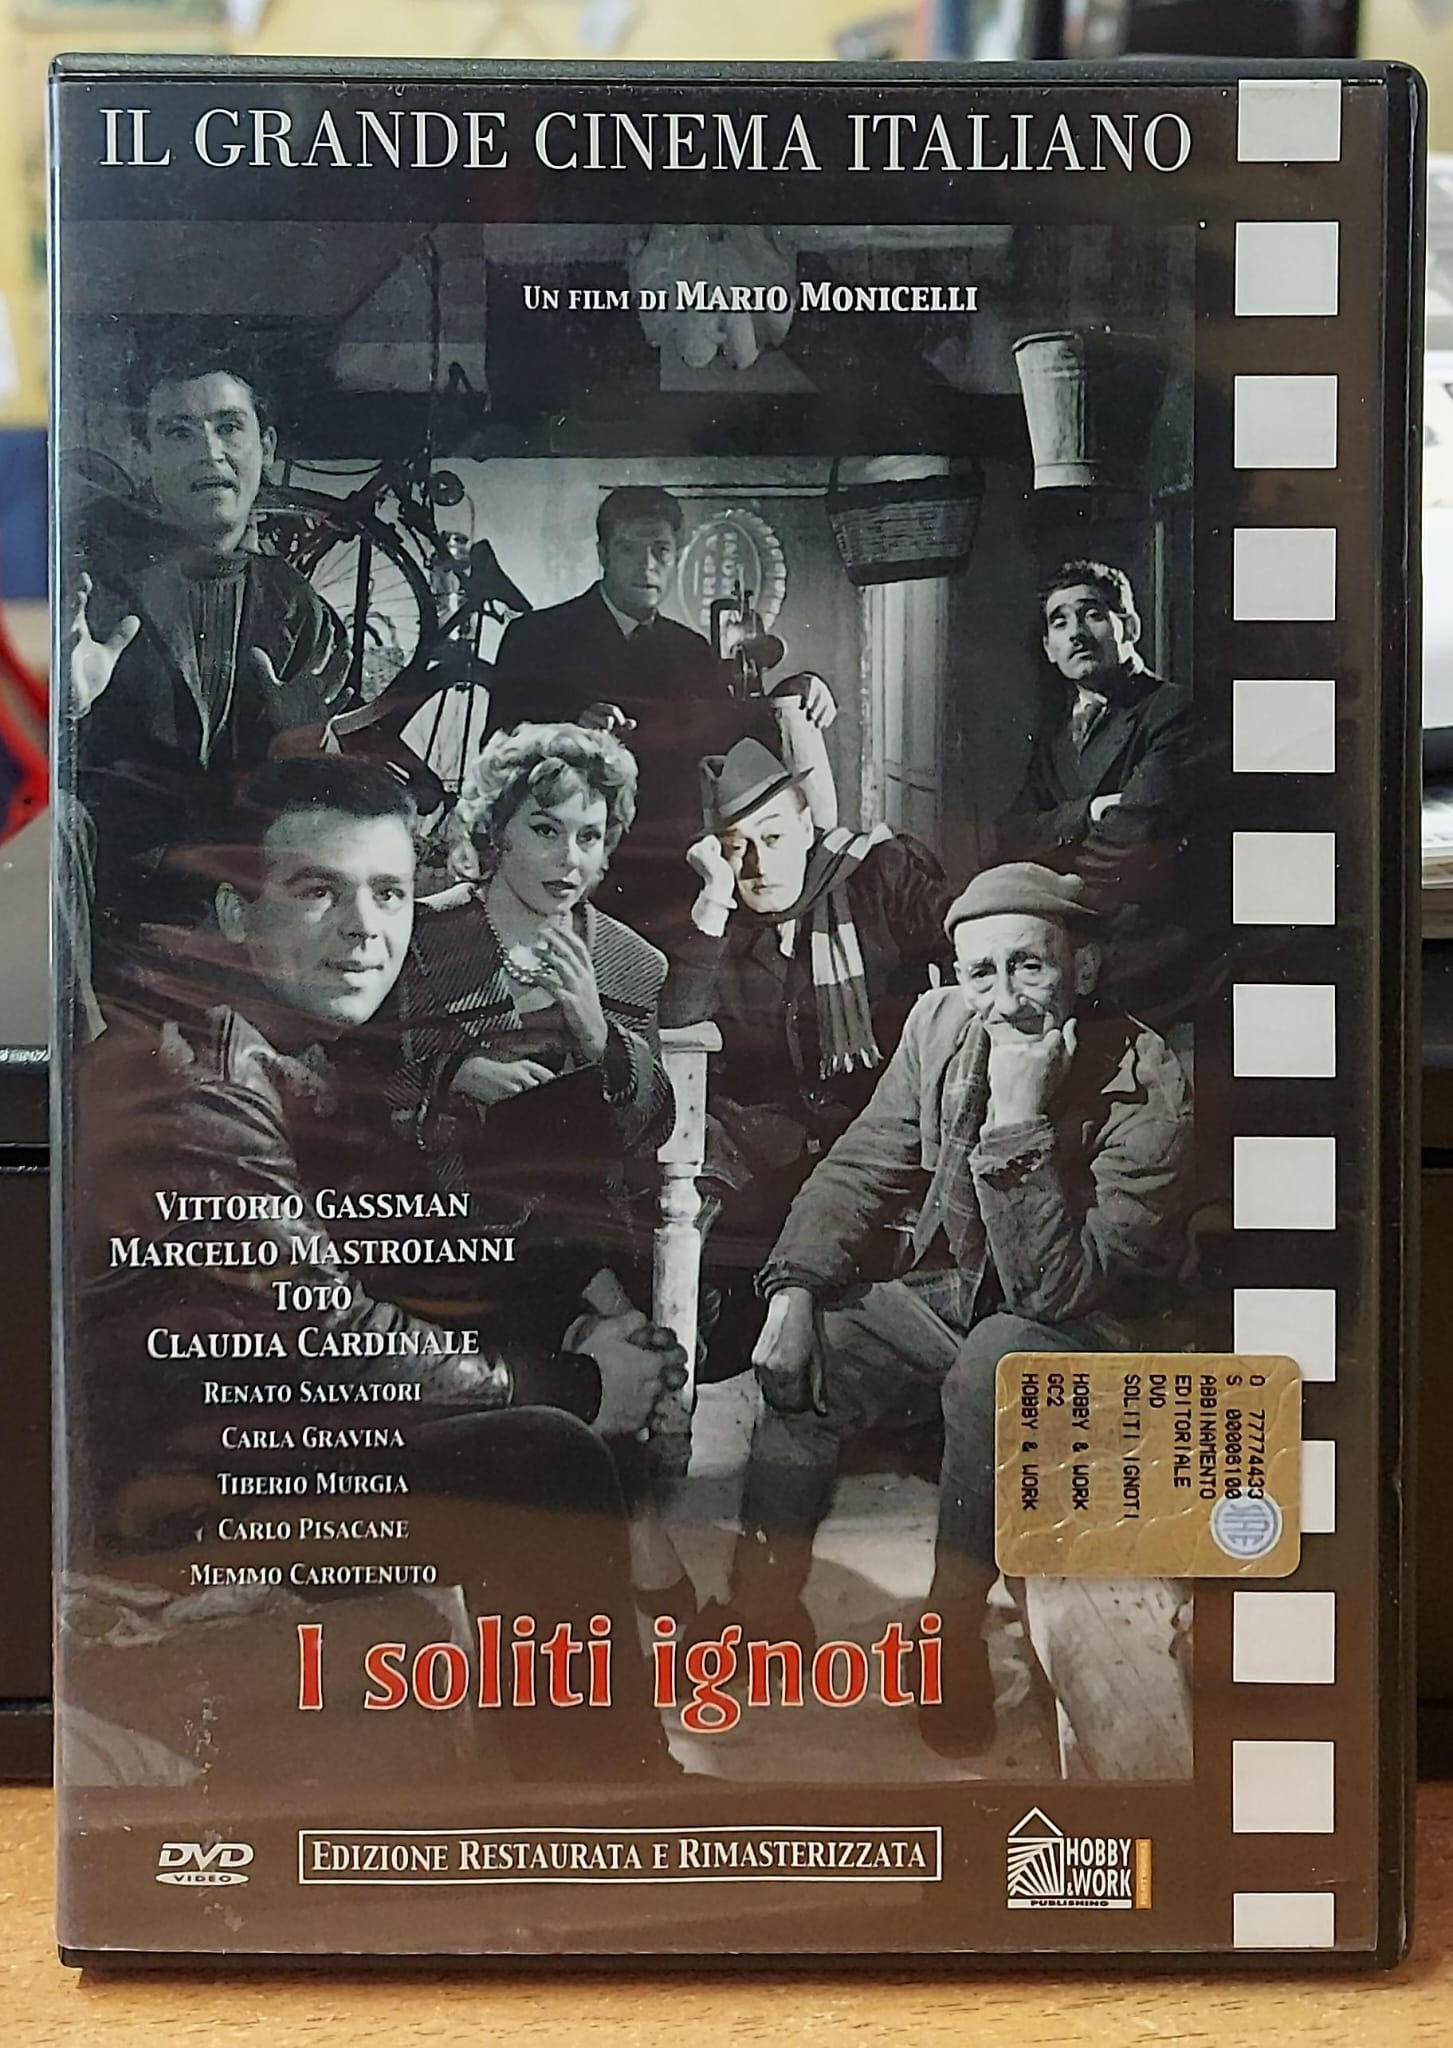 IL GRANDE CINEMA ITALIANO
UN FILM DI MARIO MONICELLI
VITTORIO GASSMAN
MARCELLO MASTROIANNI
TOTÒ
CLAUDIA CARDINALE
RENATO SALVATORI
CARLA GRAVINA
TIBERIO MURGIA
CARLO PISACANE
MEMMO CAROTENUTO
D 77774433
S 00006100
ABBINAMENTO
EDITORIALE
DVD
SOLITI IGNOTI
HOBBY & WORK
GC2
HOBBY & WORK
SIAE
I soliti ignoti
DVD
VIDEO
EDIZIONE RESTAURATA E RIMASTERIZZATA
HOBBY
&WORK
PUBLISHING